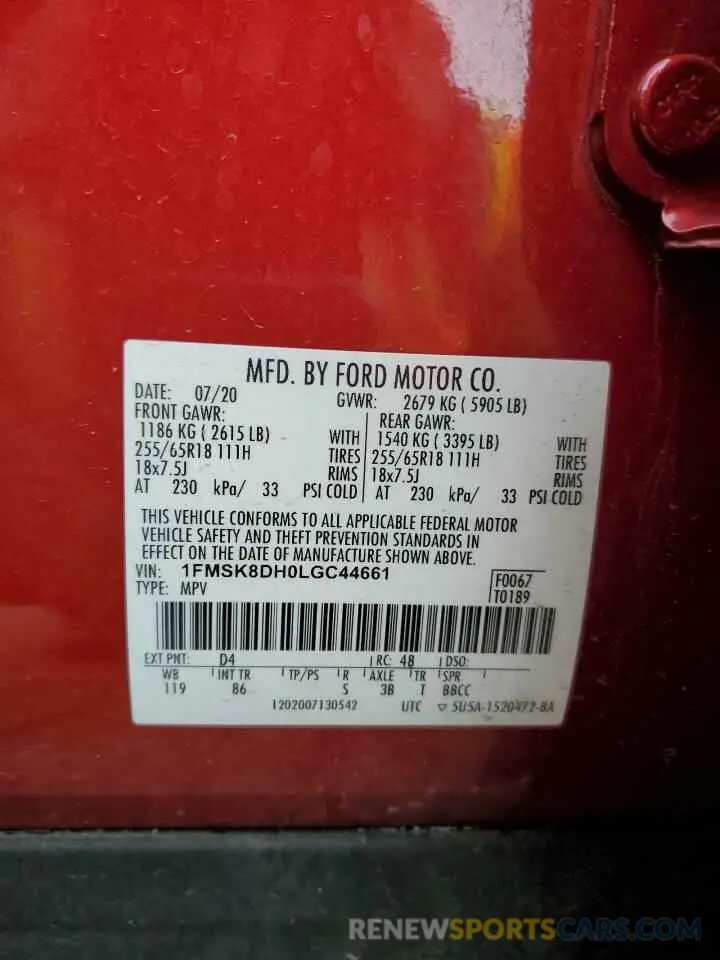 MFD. BY FORD MOTOR CO.
DATE: 07/20 GVWR: 2679 KG ( 5905 LB)
FRONT GAWR: REAR GAWR:
1186 KG ( 2615 LB) WITH 1540 KG ( 3395 LB) WITH
255/65R18 111H TIRES 255/65R18 111H TIRES
18x7.5J RIMS 18x7.5J RIMS
AT 230 kPa/ 33 PSI COLD AT 230 kPa/ 33 PSI COLD
THIS VEHICLE CONFORMS TO ALL APPLICABLE FEDERAL MOTOR
VEHICLE SAFETY AND THEFT PREVENTION STANDARDS IN
EFFECT ON THE DATE OF MANUFACTURE SHOWN ABOVE.
VIN: 1FMSK8DH0LGC44661 F0067
TYPE: MPV T0189
EXT PNT: D4 RC: 48 DSO:
WB INT TR TP/PS R AXLE TR SPR
119 86 S 3B T BBCC
1202007130542 UTC ▽ 5U5A-1520472-BA
RENEWSPORTSCARS.COM